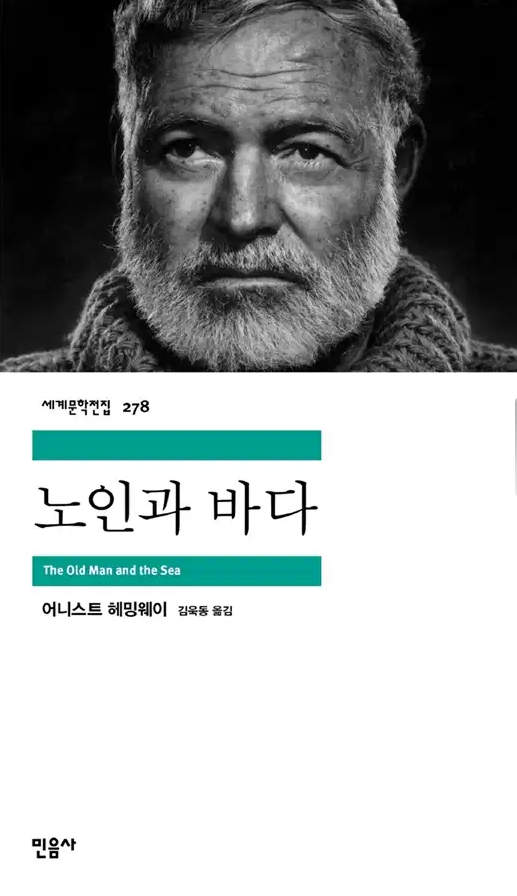 세계문학전집 278
노인과 바다
The Old Man and the Sea
어니스트 헤밍웨이 김욱동 옮김
민음사